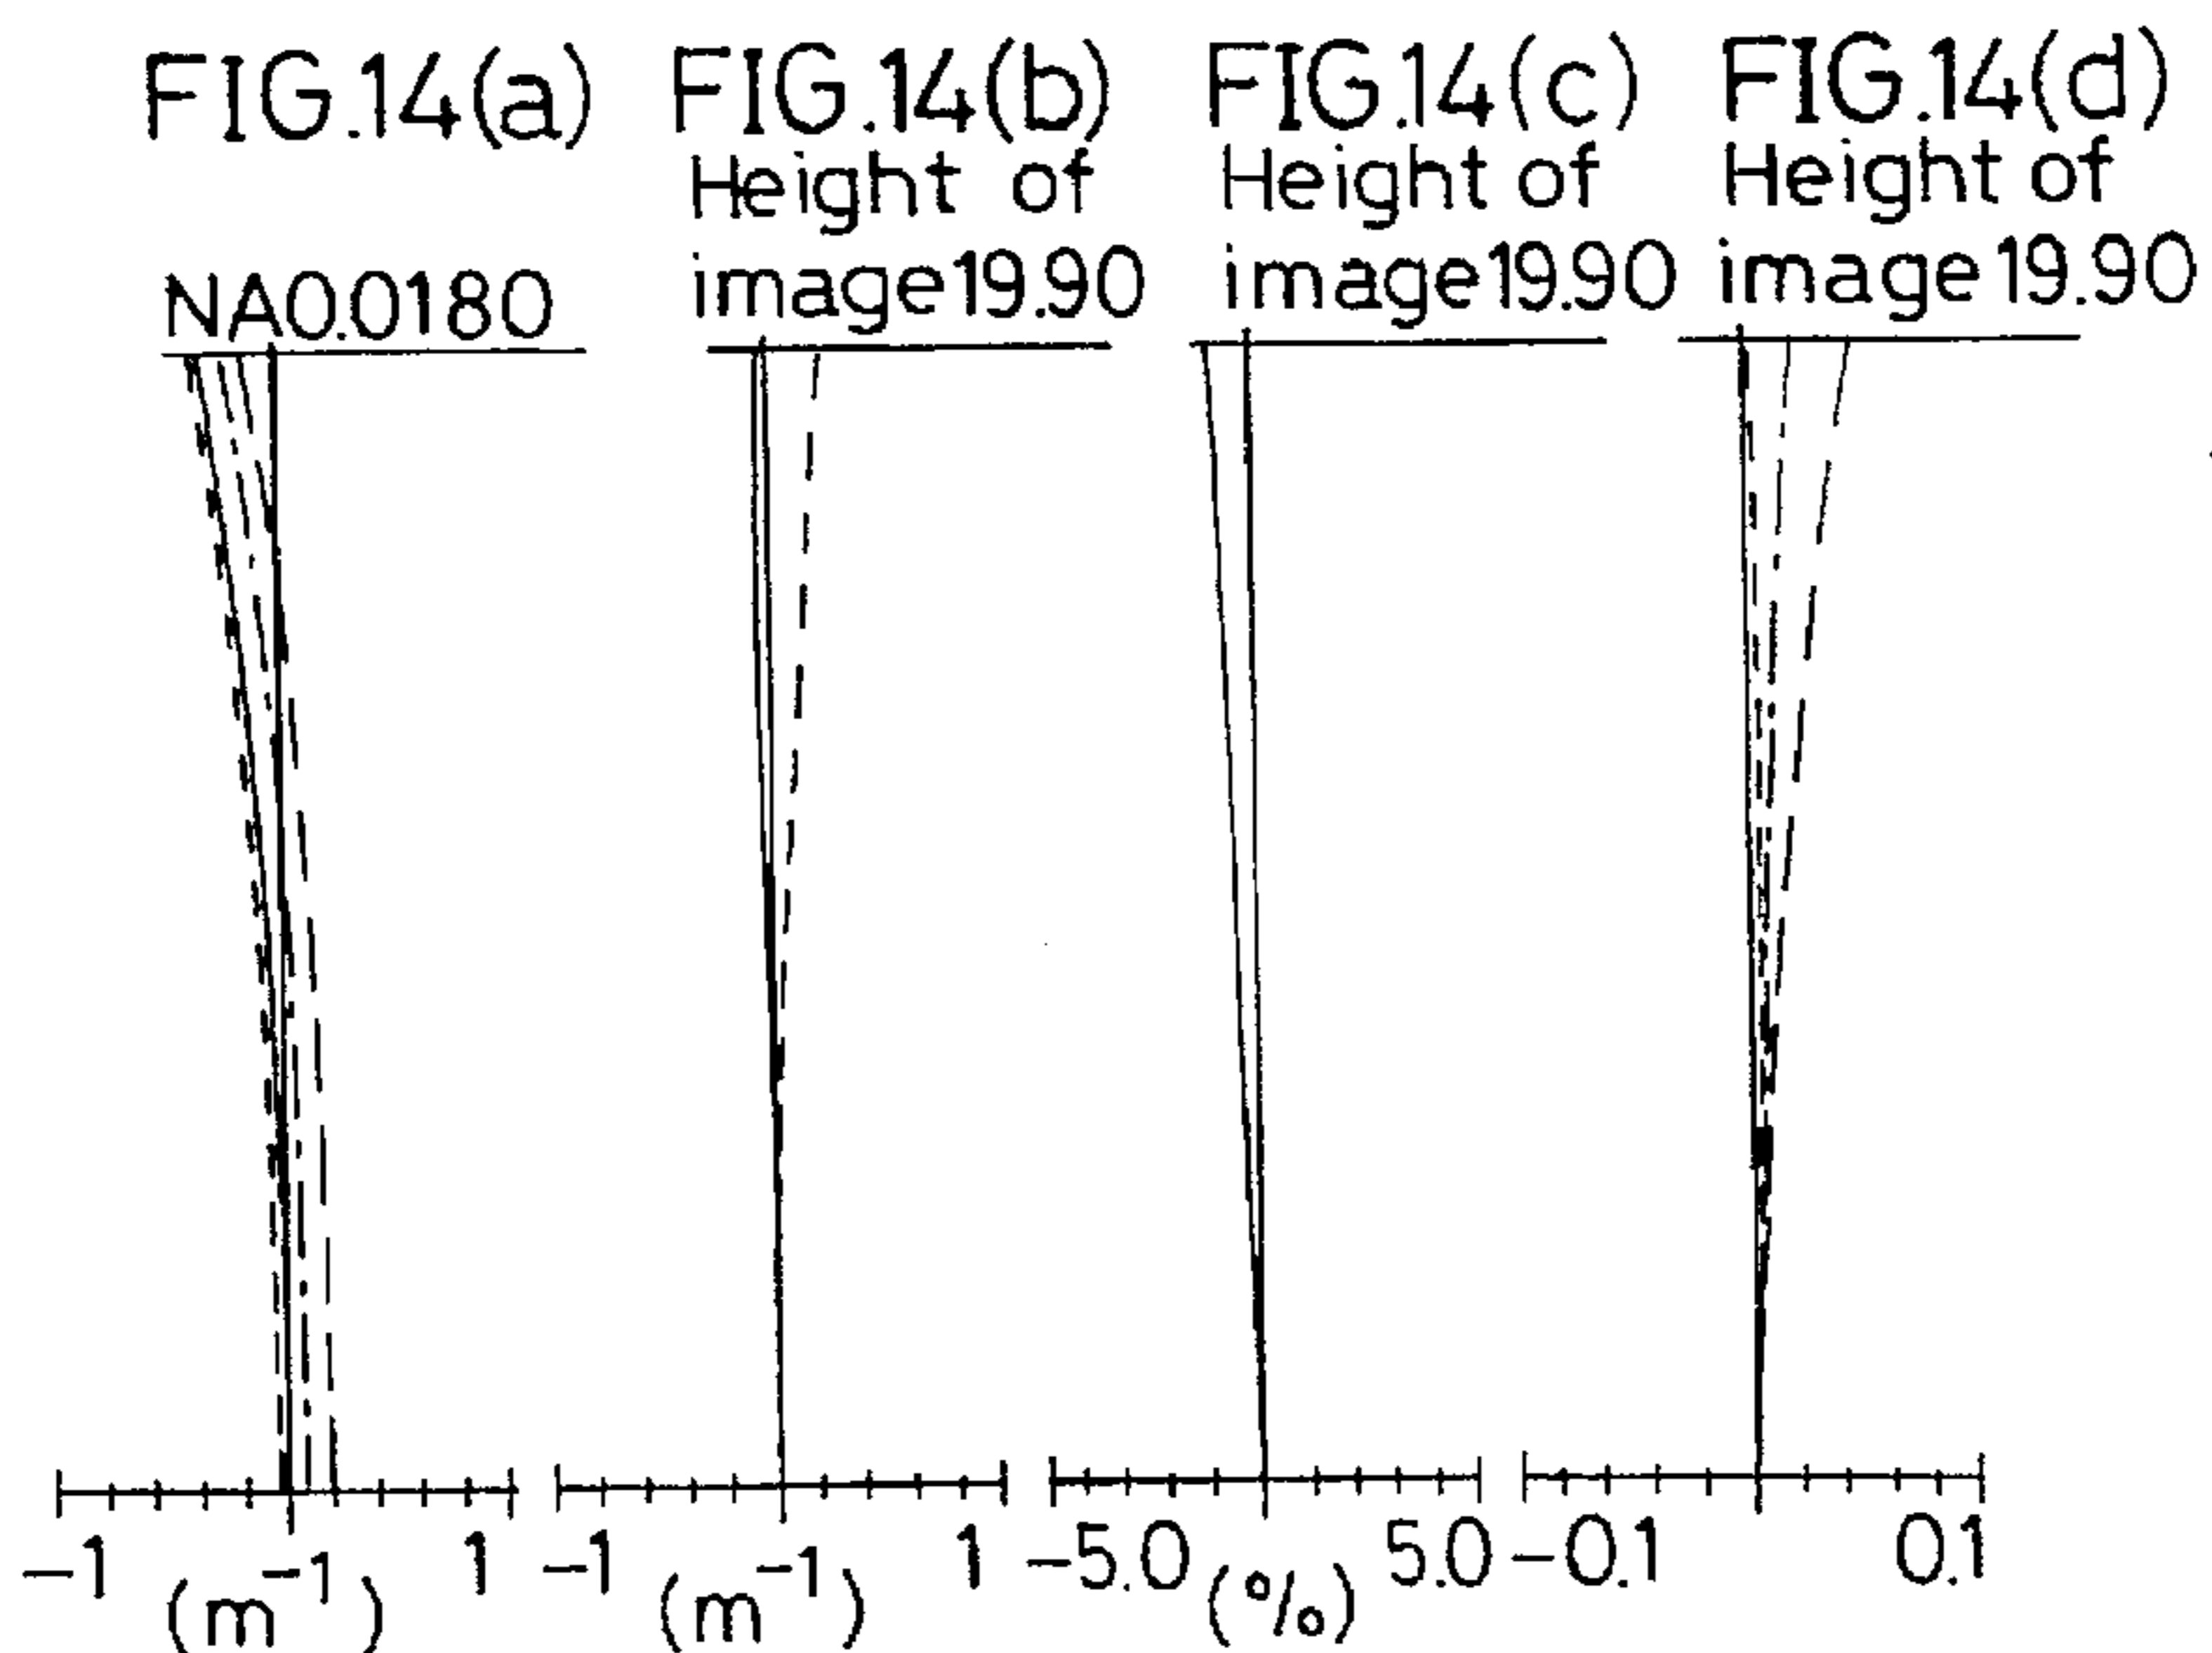 FIG.14(a) FIG.14(b) FIG.14(c) FIG.14(d)
Height of Height of Height of
NA0.0180 image19.90 image19.90 image19.90
-1 1 -1 1 -5.0 5.0 -0.1 0.1
(m⁻¹) (m⁻¹) (%)